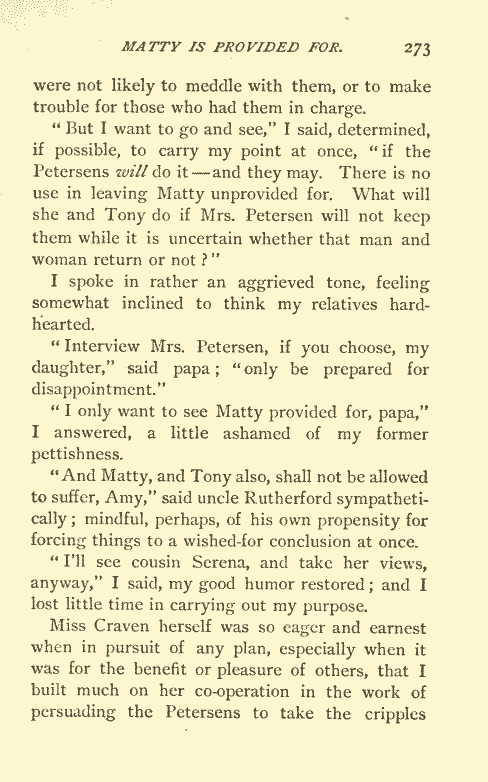 MATTY IS PROVIDED FOR. 273
were not likely to meddle with them, or to make
trouble for those who had them in charge.
“But I want to go and see,” I said, determined,
if possible, to carry my point at once, “if the
Petersens will do it—and they may. There is no
use in leaving Matty unprovided for. What will
she and Tony do if Mrs. Petersen will not keep
them while it is uncertain whether that man and
woman return or not?”
I spoke in rather an aggrieved tone, feeling
somewhat inclined to think my relatives hard-
hearted.
“Interview Mrs. Petersen, if you choose, my
daughter,” said papa; “only be prepared for
disappointment.”
“I only want to see Matty provided for, papa,”
I answered, a little ashamed of my former
pettishness.
“And Matty, and Tony also, shall not be allowed
to suffer, Amy,” said uncle Rutherford sympatheti-
cally; mindful, perhaps, of his own propensity for
forcing things to a wished-for conclusion at once.
“I’ll see cousin Serena, and take her views,
anyway,” I said, my good humor restored; and I
lost little time in carrying out my purpose.
Miss Craven herself was so eager and earnest
when in pursuit of any plan, especially when it
was for the benefit or pleasure of others, that I
built much on her co-operation in the work of
persuading the Petersens to take the cripples